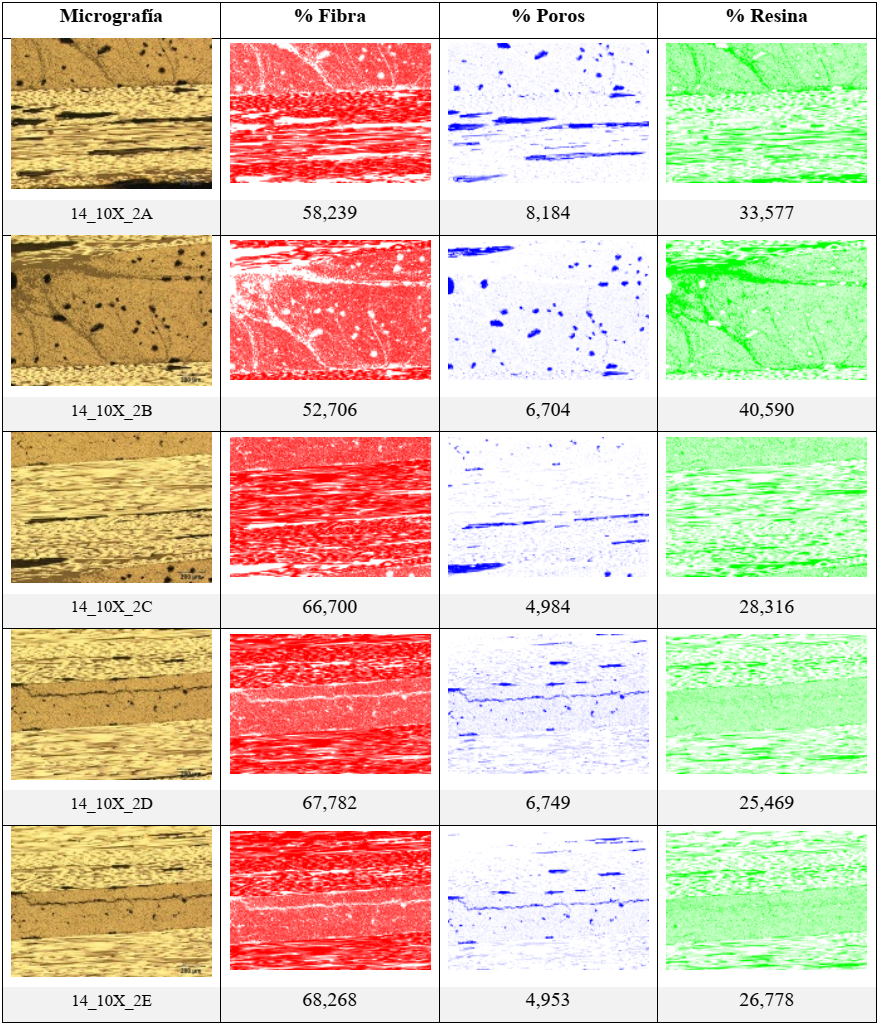 Micrografía % Fibra % Poros % Resina
14_10X_2A 58,239 8,184 33,577
14_10X_2B 52,706 6,704 40,590
14_10X_2C 66,700 4,984 28,316
14_10X_2D 67,782 6,749 25,469
14_10X_2E 68,268 4,953 26,778